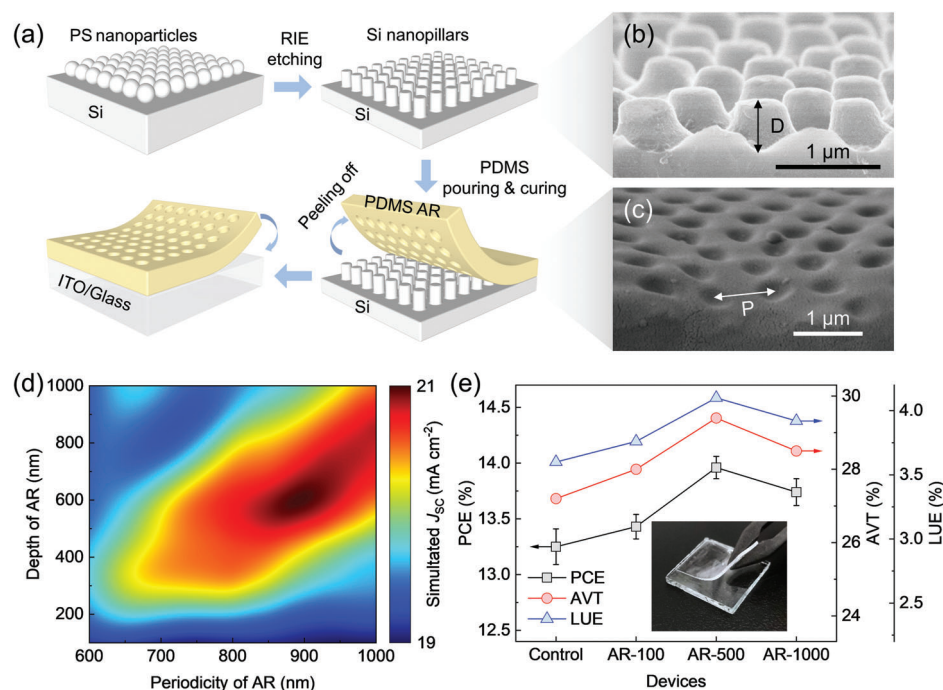 (a)
PS nanoparticles
RIE
etching
Si nanopillars
Si
Si
PDMS
pouring & curing
Peeling off
PDMS AR
ITO/Glass
Si
(b)
D
1 µm
(c)
P
1 µm
(d)
1000
800
600
400
200
Depth of AR (nm)
600
700
800
900
1000
Periodicity of AR (nm)
21
Simulated JSC (mA cm⁻²)
19
(e)
14.5
14.0
13.5
13.0
12.5
PCE (%)
PCE
AVT
LUE
Control
AR-100
AR-500
AR-1000
Devices
30
28
26
24
AVT (%)
4.0
3.5
3.0
2.5
LUE (%)